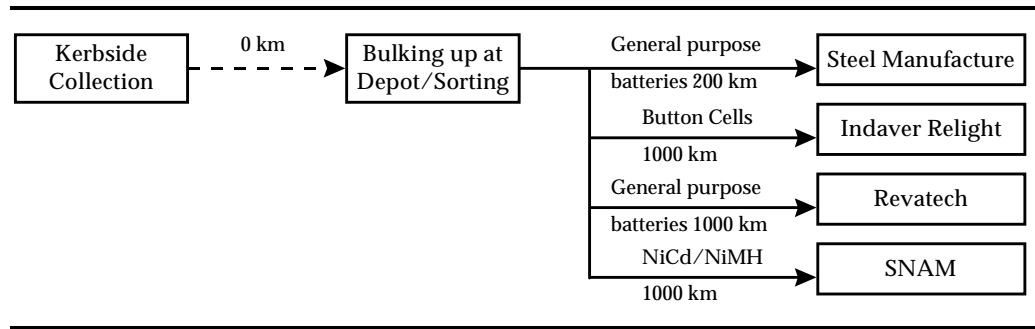 Kerbside
Collection
0 km
Bulking up at
Depot/Sorting
General purpose
batteries 200 km
Steel Manufacture
Button Cells
1000 km
Indaver Relight
General purpose
batteries 1000 km
Revatech
NiCd/NiMH
1000 km
SNAM